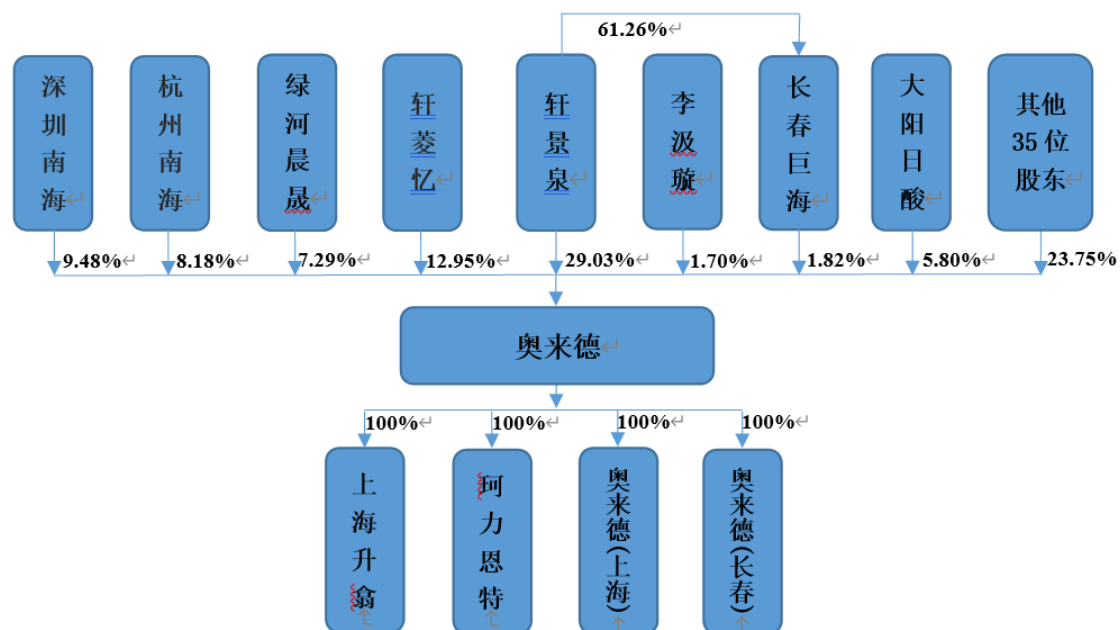 61.26%
深圳南海
杭州南海
绿河晨晟
轩菱忆
轩景泉
李汲璇
长春巨海
大阳日酸
其他
35 位
股东
9.48%
8.18%
7.29%
12.95%
29.03%
1.70%
1.82%
5.80%
23.75%
奥来德
100%
100%
100%
100%
上海升翕
珂力恩特
奥来德(上海)
奥来德(长春)